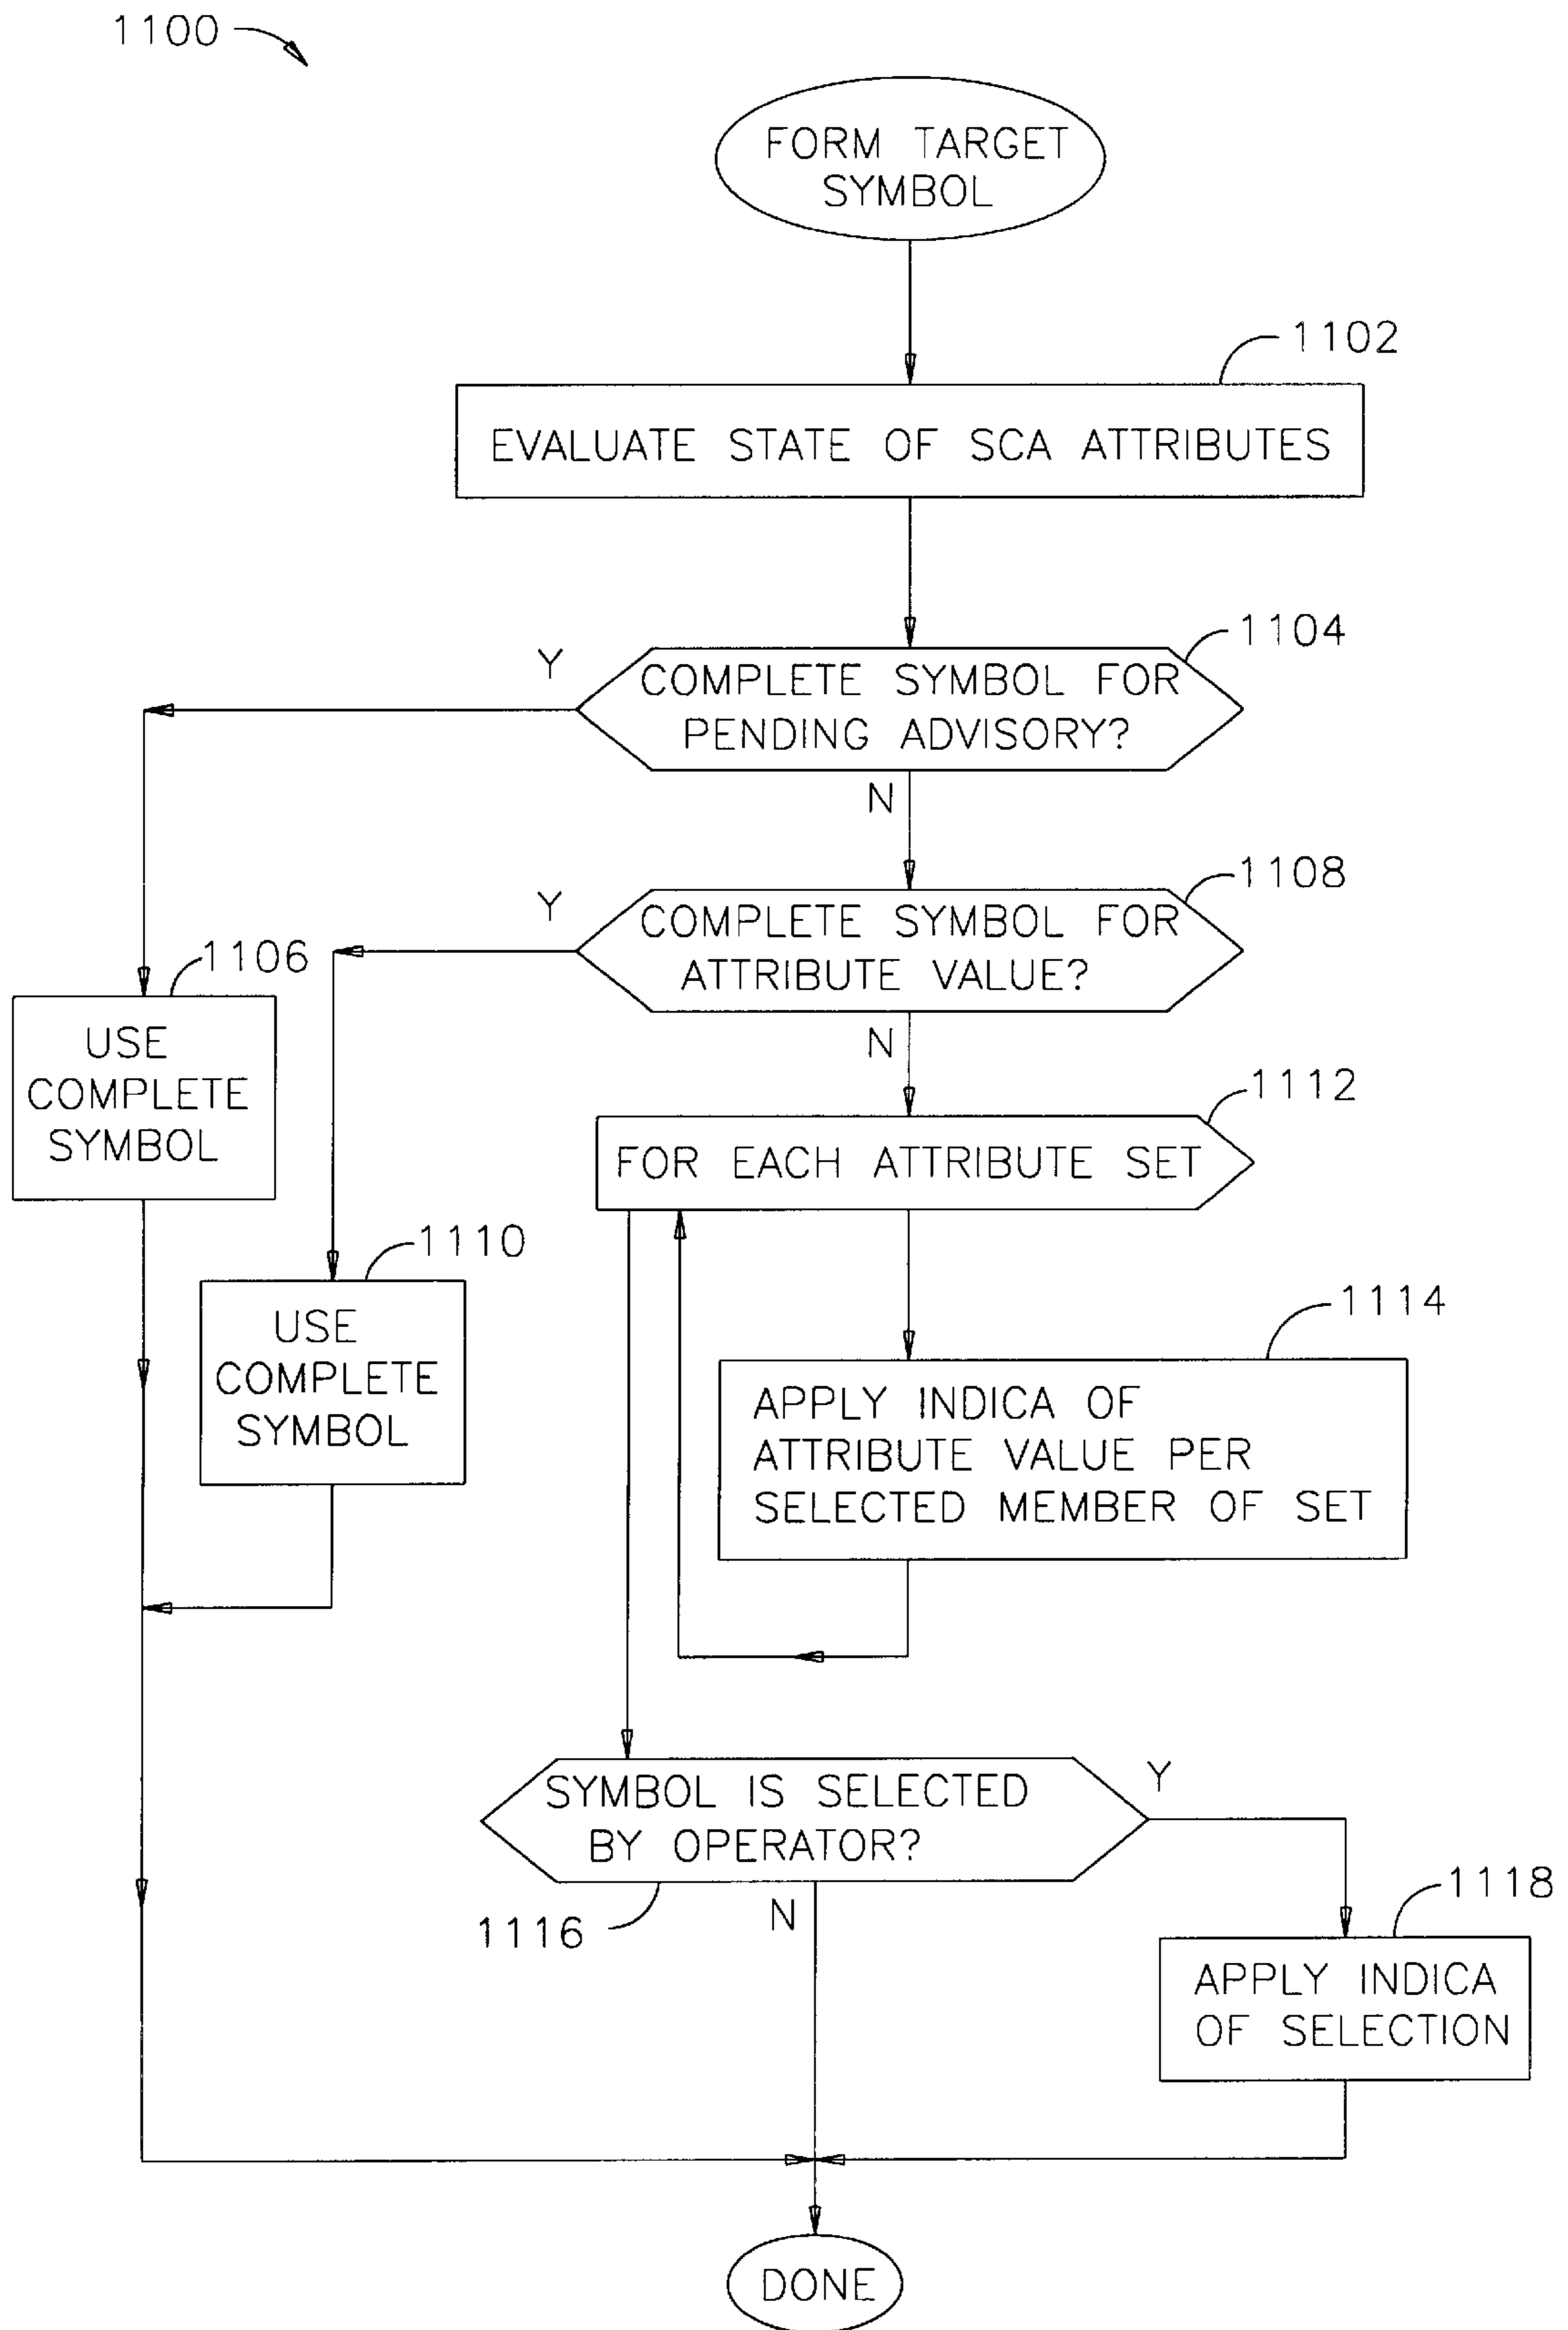 1100
FORM TARGET
SYMBOL
1102
EVALUATE STATE OF SCA ATTRIBUTES
1104
Y
COMPLETE SYMBOL FOR
PENDING ADVISORY?
N
1108
Y
COMPLETE SYMBOL FOR
ATTRIBUTE VALUE?
N
1106
USE
COMPLETE
SYMBOL
1112
FOR EACH ATTRIBUTE SET
1110
USE
COMPLETE
SYMBOL
1114
APPLY INDICA OF
ATTRIBUTE VALUE PER
SELECTED MEMBER OF SET
SYMBOL IS SELECTED
BY OPERATOR?
Y
1116
N
1118
APPLY INDICA
OF SELECTION
DONE